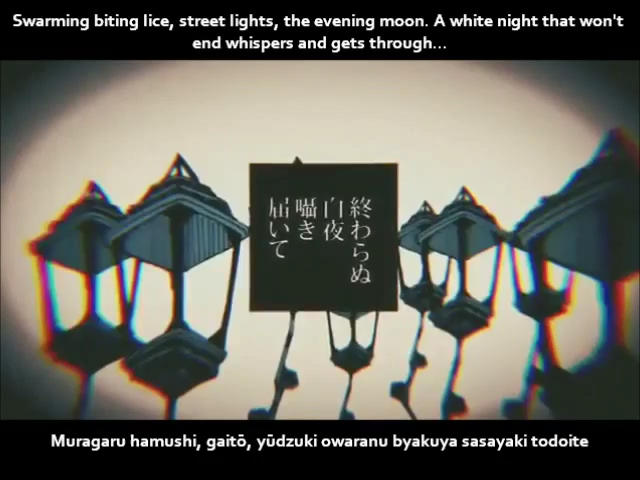 Swarming biting lice, street lights, the evening moon. A white night that won't
end whispers and gets through...
終わらぬ
白夜
囁き
届いて
Muragaru hamushi, gaitō, yūdzuki owaranu byakuya sasayaki todoite